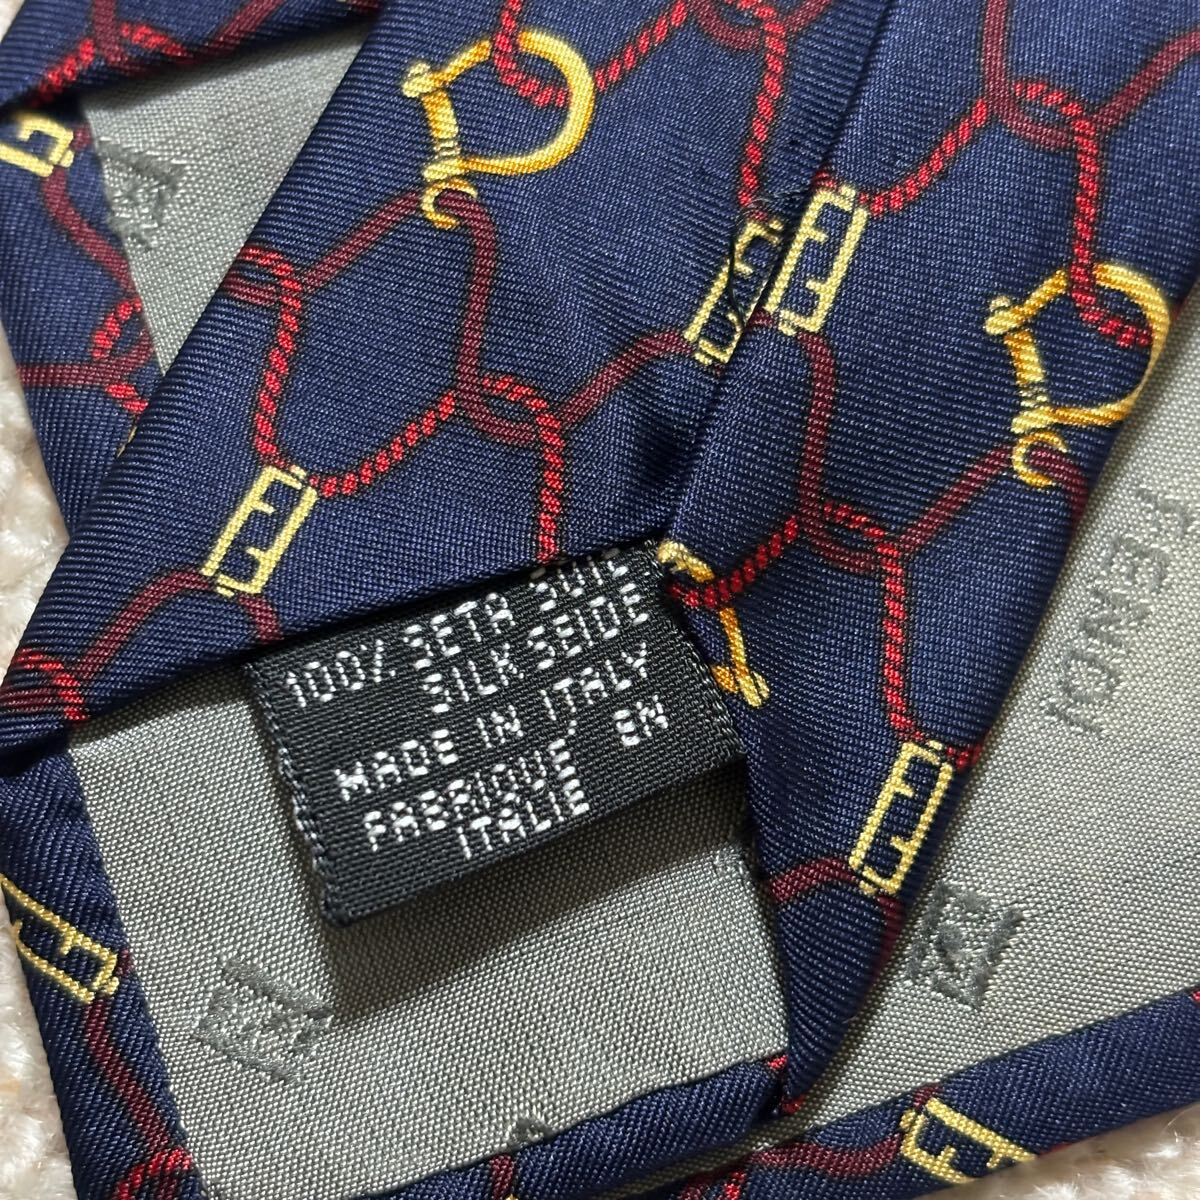 100% SETA SOIE
SILK SEIDE
MADE IN ITALY
FABRIQUE EN
ITALIE
FENDI